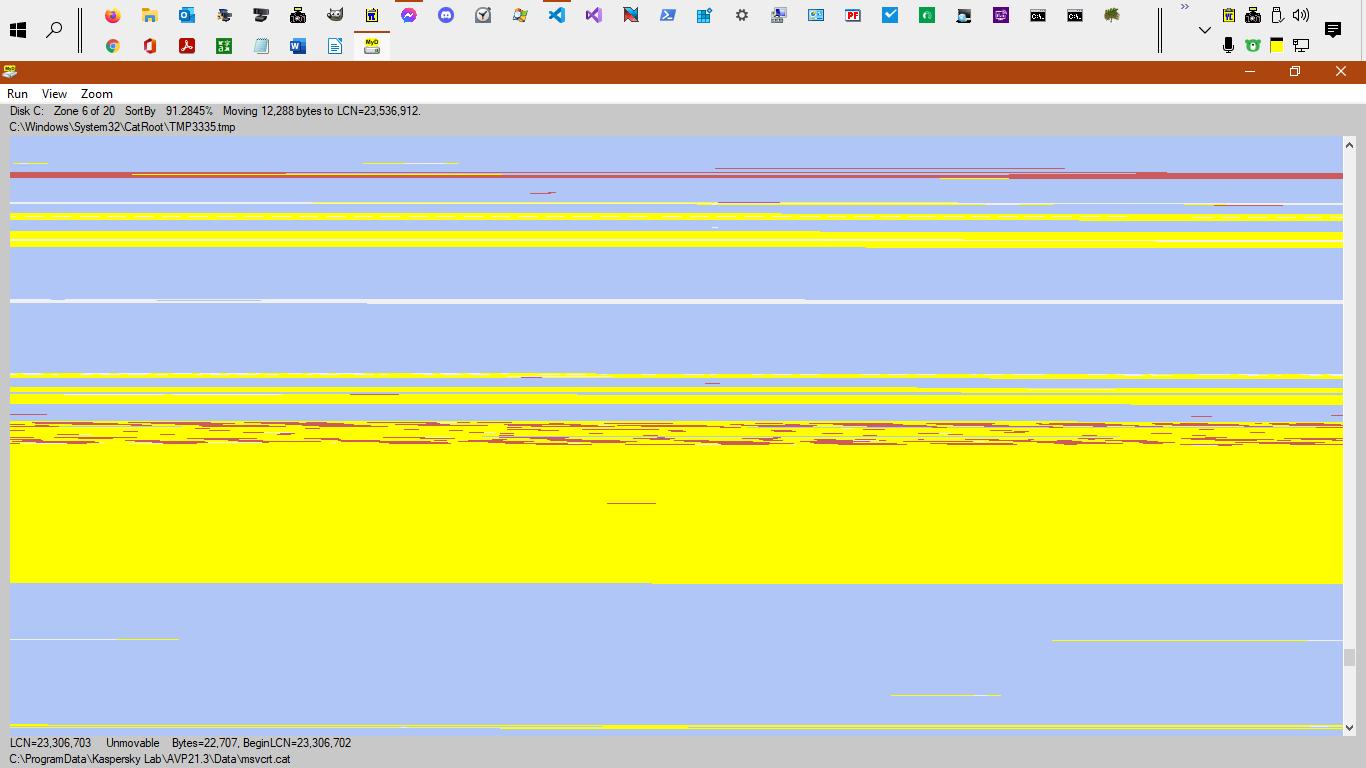 Run View Zoom
Disk C: Zone 6 of 20 SortBy 91.2845% Moving 12,288 bytes to LCN=23,536,912.
C:\Windows\System32\CatRoot\TMP3335.tmp
LCN=23,306,703 Unmovable Bytes=22,707, BeginLCN=23,306,702
C:\ProgramData\Kaspersky Lab\AVP21.3\Data\msvcrt.cat